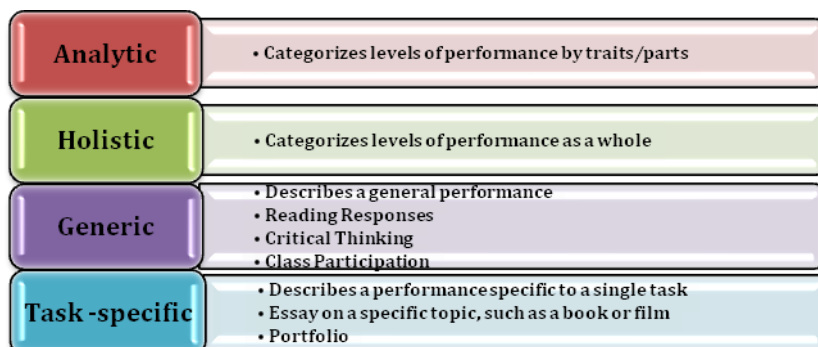 Analytic
• Categorizes levels of performance by traits/parts
Holistic
• Categorizes levels of performance as a whole
Generic
• Describes a general performance
• Reading Responses
• Critical Thinking
• Class Participation
Task -specific
• Describes a performance specific to a single task
• Essay on a specific topic, such as a book or film
• Portfolio